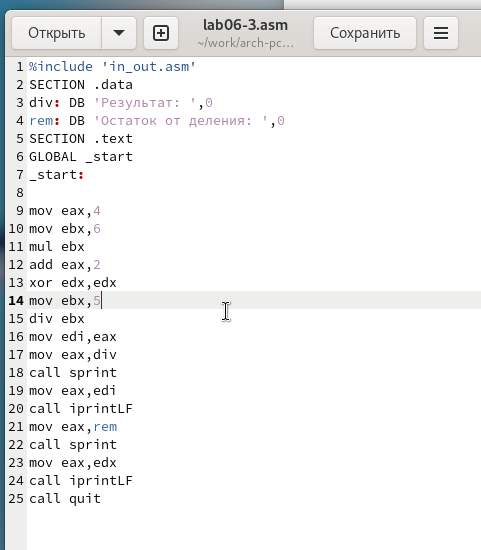 Открыть
lab06-3.asm
~/work/arch-pc...
Сохранить
1 %include 'in_out.asm'
2 SECTION .data
3 div: DB 'Результат: ',0
4 rem: DB 'Остаток от деления: ',0
5 SECTION .text
6 GLOBAL _start
7 _start:
8
9 mov eax,4
10 mov ebx,6
11 mul ebx
12 add eax,2
13 xor edx,edx
14 mov ebx,5
15 div ebx
16 mov edi,eax
17 mov eax,div
18 call sprint
19 mov eax,edi
20 call iprintLF
21 mov eax,rem
22 call sprint
23 mov eax,edx
24 call iprintLF
25 call quit